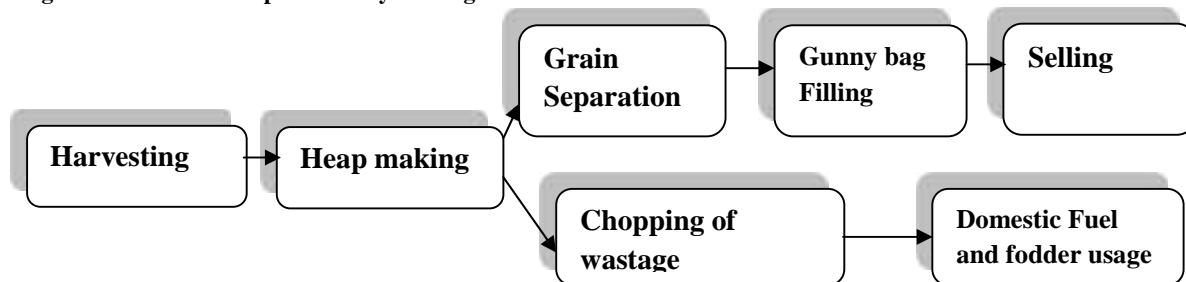 Harvesting
Heap making
Grain
Separation
Gunny bag
Filling
Selling
Chopping of
wastage
Domestic Fuel
and fodder usage